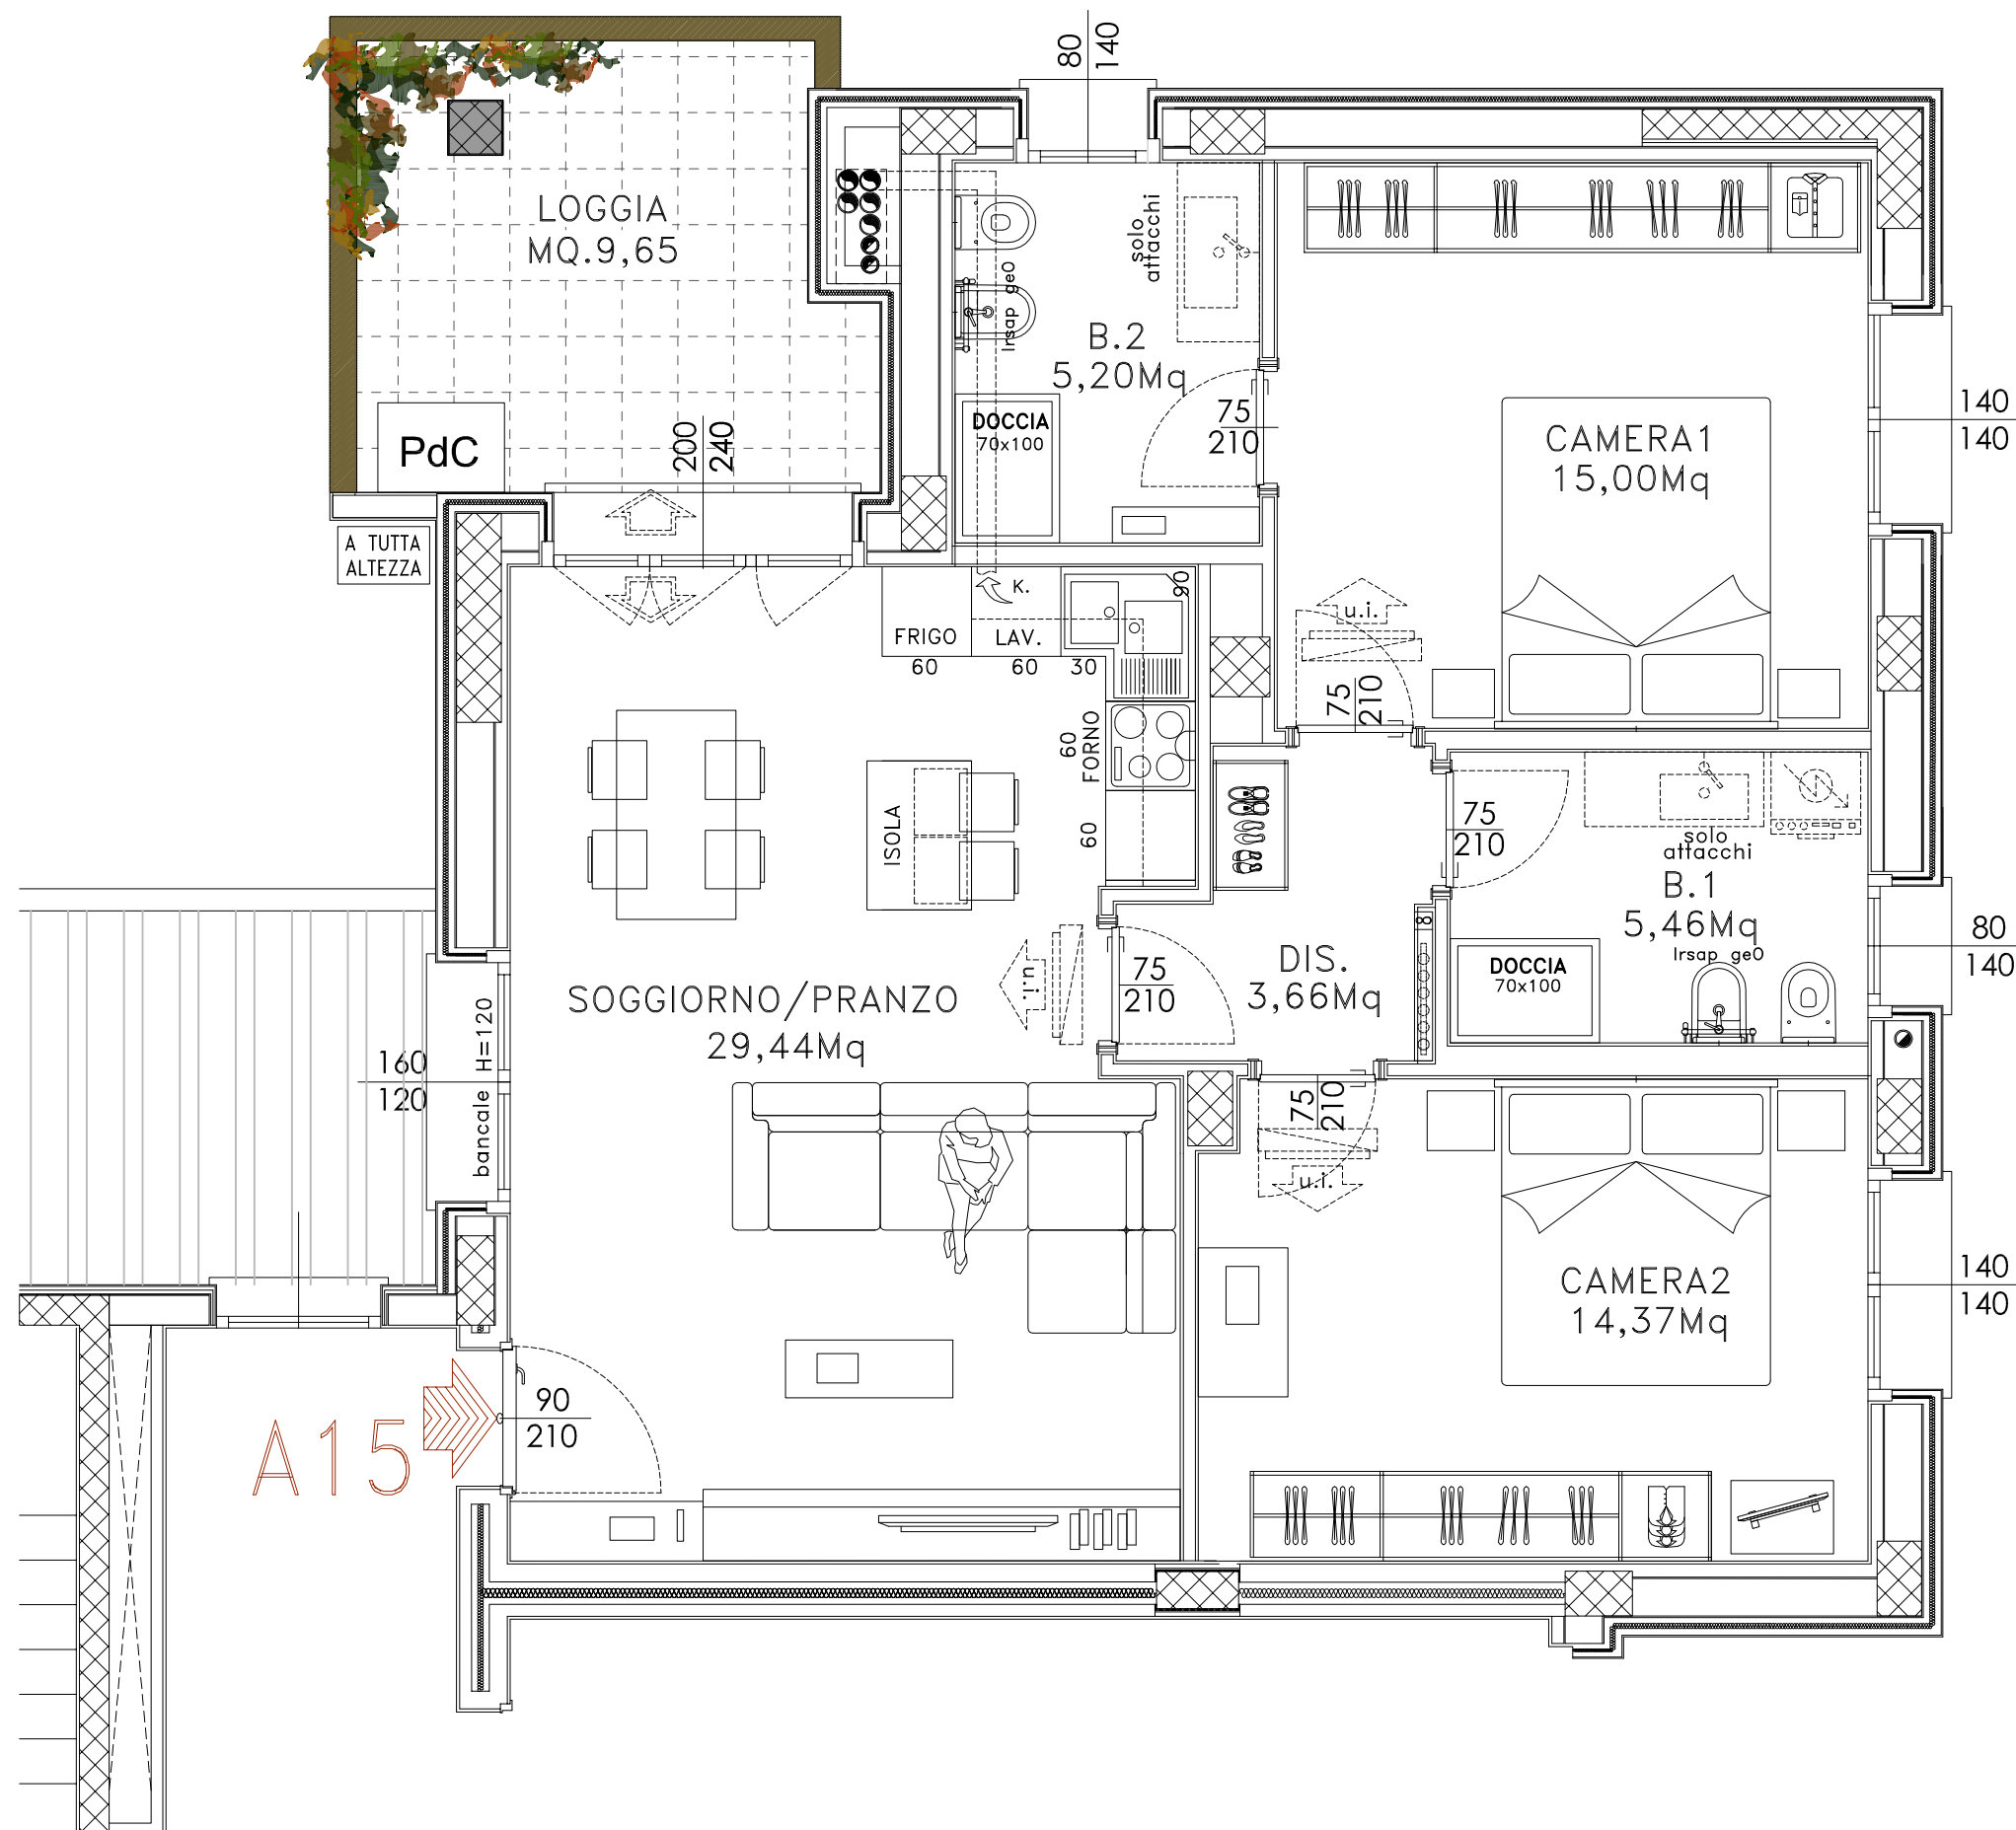 80
140
LOGGIA
MQ.9,65
solo
attacchi
Irsap ge0
B.2
5,20Mq
DOCCIA
70x100
75
210
CAMERA1
15,00Mq
140
140
PdC
200
240
A TUTTA
ALTEZZA
K.
90
FRIGO
LAV.
60
60
30
u.i.
75
210
60
FORNO
60
ISOLA
75
210
solo
attacchi
B.1
5,46Mq
Irsap ge0
DOCCIA
70x100
80
140
8
DIS.
3,66Mq
75
210
u.i.
SOGGIORNO/PRANZO
29,44Mq
160
120
bancale H=120
75
210
u.i.
CAMERA2
14,37Mq
140
140
A15
90
210